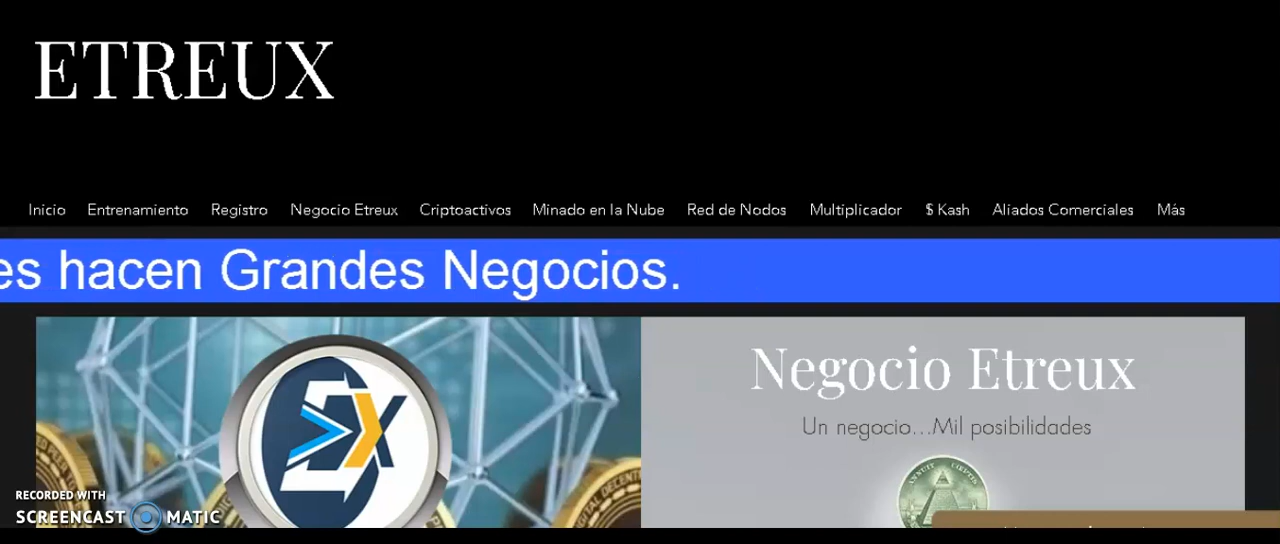 ETREUX
Inicio Entrenamiento Registro Negocio Etreux Criptoactivos Minado en la Nube Red de Nodos Multiplicador $ Kash Aliados Comerciales Más
es hacen Grandes Negocios.
Negocio Etreux
Un negocio...Mil posibilidades
RECORDED WITH
SCREENCAST MATIC